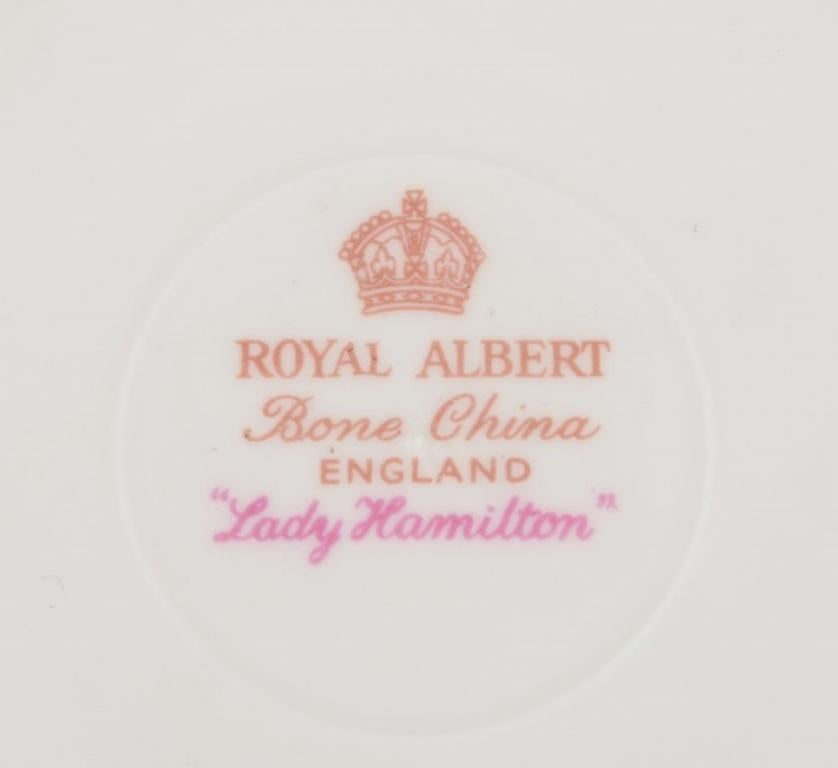 ROYAL ALBERT
Bone China
ENGLAND
"Lady Hamilton"